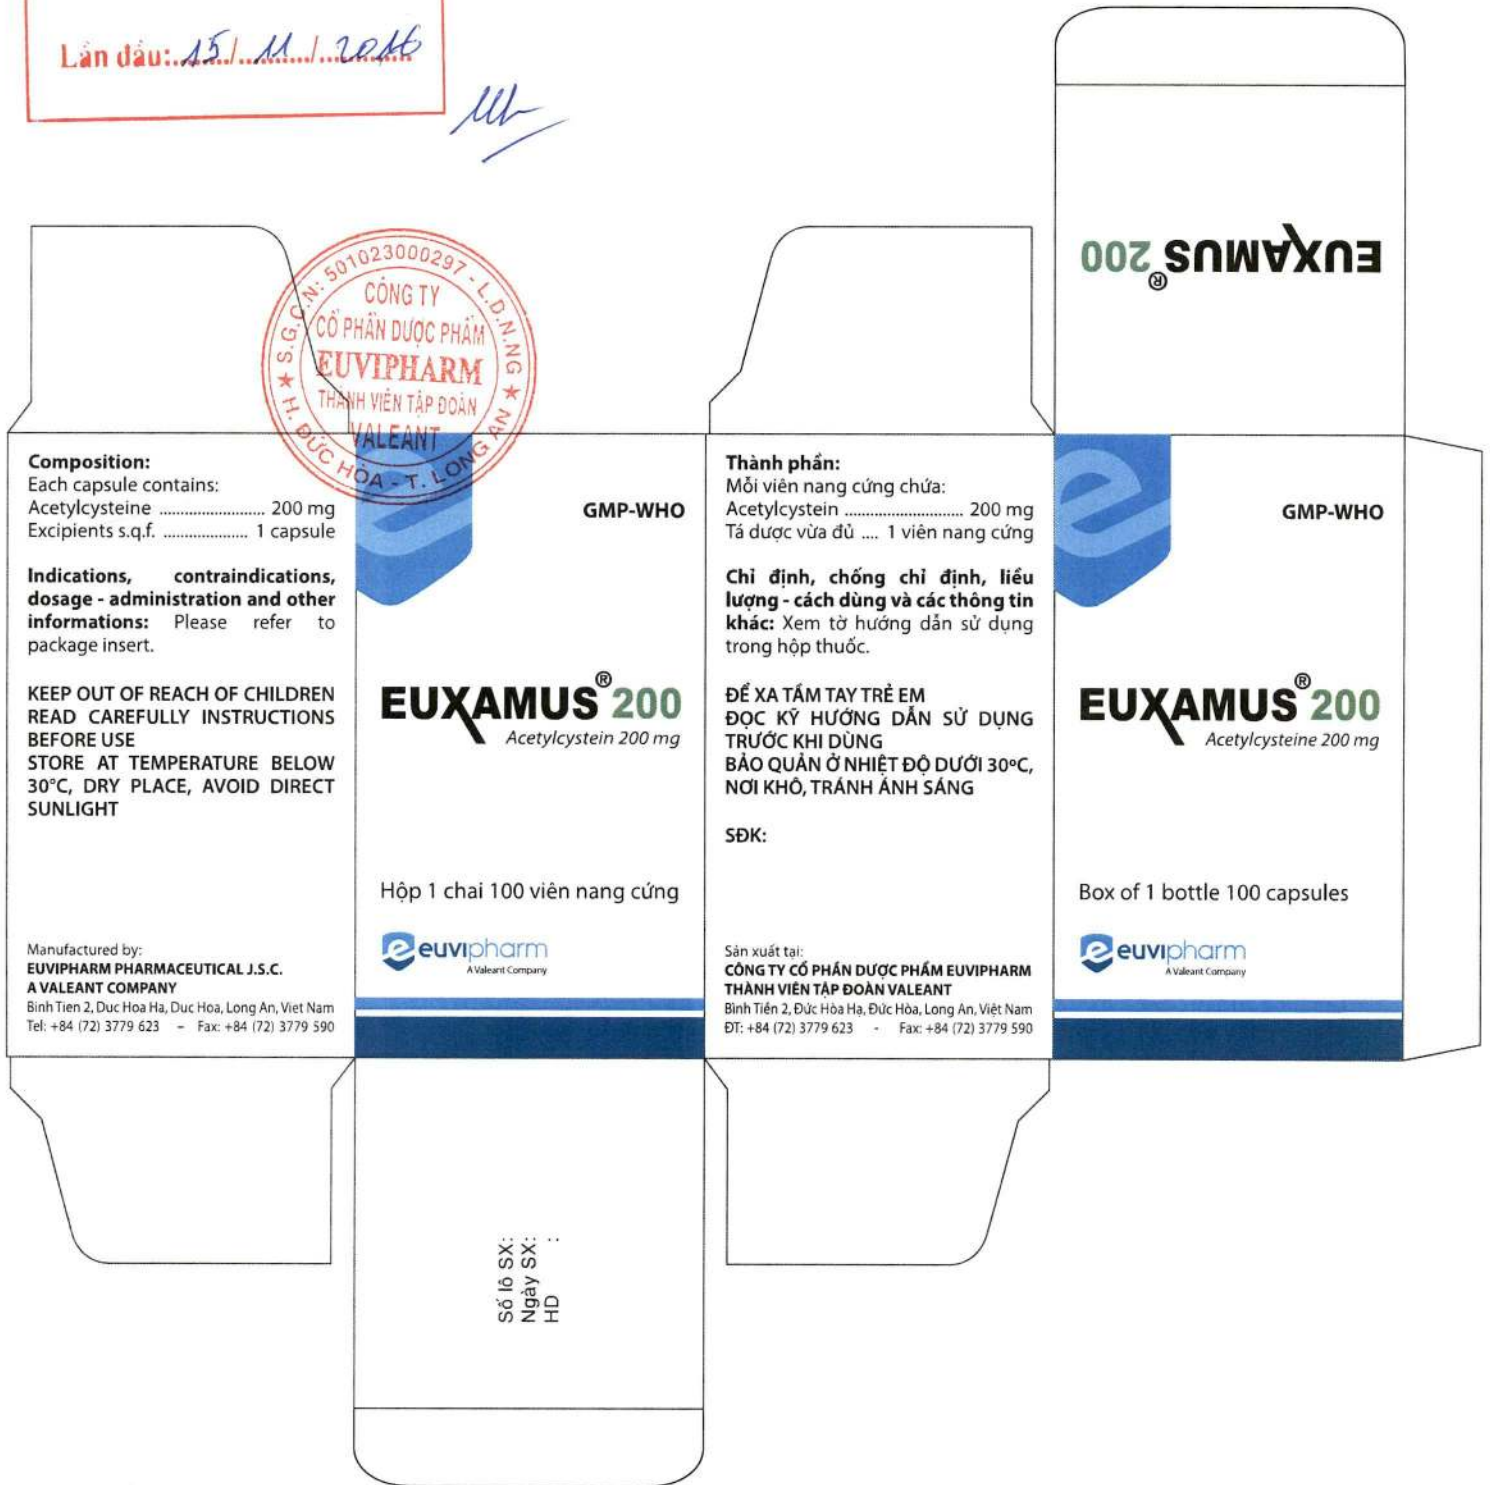 Lần đầu: 15/ 11 / 2016
EUXAMUS® 200
S.G.C.N: 501023000297 - L.D.N.NG
CÔNG TY
CỔ PHẦN DƯỢC PHẨM
EUVIPHARM
THÀNH VIÊN TẬP ĐOÀN
VALEANT
H. ĐỨC HÒA - T. LONG AN
Composition:
Each capsule contains:
Acetylcysteine ........................ 200 mg
Excipients s.q.f. ................... 1 capsule
Indications, contraindications,
dosage - administration and other
informations: Please refer to
package insert.
KEEP OUT OF REACH OF CHILDREN
READ CAREFULLY INSTRUCTIONS
BEFORE USE
STORE AT TEMPERATURE BELOW
30°C, DRY PLACE, AVOID DIRECT
SUNLIGHT
Manufactured by:
EUVIPHARM PHARMACEUTICAL J.S.C.
A VALEANT COMPANY
Binh Tien 2, Duc Hoa Ha, Duc Hoa, Long An, Viet Nam
Tel: +84 (72) 3779 623 – Fax: +84 (72) 3779 590
GMP-WHO
EUXAMUS® 200
Acetylcystein 200 mg
Hộp 1 chai 100 viên nang cứng
euvipharm
A Valeant Company
Thành phần:
Mỗi viên nang cứng chứa:
Acetylcystein ........................... 200 mg
Tá dược vừa đủ .... 1 viên nang cứng
Chỉ định, chống chỉ định, liều
lượng - cách dùng và các thông tin
khác: Xem tờ hướng dẫn sử dụng
trong hộp thuốc.
ĐỂ XA TẦM TAY TRẺ EM
ĐỌC KỸ HƯỚNG DẪN SỬ DỤNG
TRƯỚC KHI DÙNG
BẢO QUẢN Ở NHIỆT ĐỘ DƯỚI 30ºC,
NƠI KHÔ, TRÁNH ÁNH SÁNG
SĐK:
Sản xuất tại:
CÔNG TY CỔ PHẦN DƯỢC PHẨM EUVIPHARM
THÀNH VIÊN TẬP ĐOÀN VALEANT
Bình Tiền 2, Đức Hòa Hạ, Đức Hòa, Long An, Việt Nam
ĐT: +84 (72) 3779 623 - Fax: +84 (72) 3779 590
GMP-WHO
EUXAMUS® 200
Acetylcysteine 200 mg
Box of 1 bottle 100 capsules
euvipharm
A Valeant Company
Số lô SX:
Ngày SX:
HD :